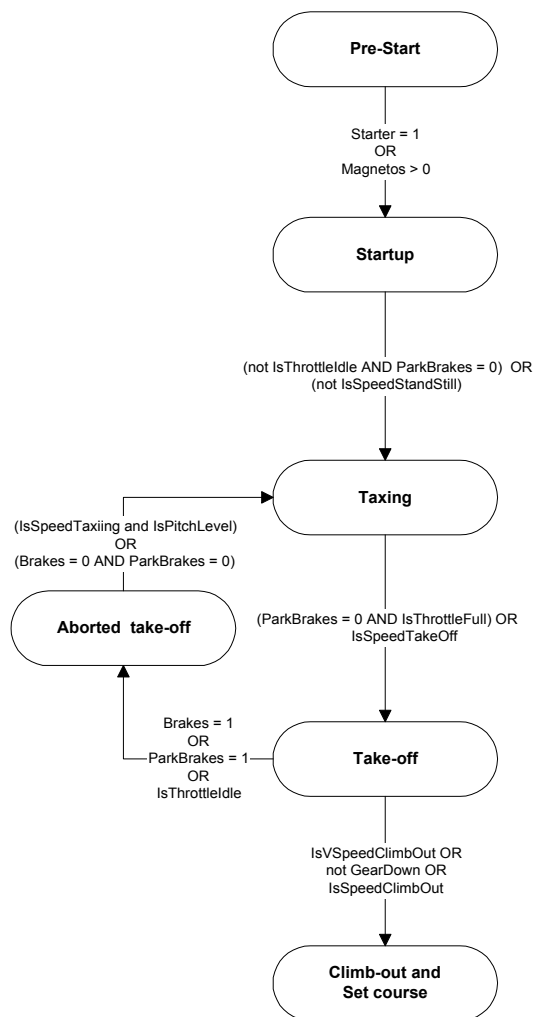 Pre-Start
Starter = 1
OR
Magnetos > 0
Startup
(not IsThrottleIdle AND ParkBrakes = 0) OR
(not IsSpeedStandStill)
Taxing
(IsSpeedTaxiing and IsPitchLevel)
OR
(Brakes = 0 AND ParkBrakes = 0)
Aborted take-off
(ParkBrakes = 0 AND IsThrottleFull) OR
IsSpeedTakeOff
Brakes = 1
OR
ParkBrakes = 1
OR
IsThrottleIdle
Take-off
IsVSpeedClimbOut OR
not GearDown OR
IsSpeedClimbOut
Climb-out and
Set course